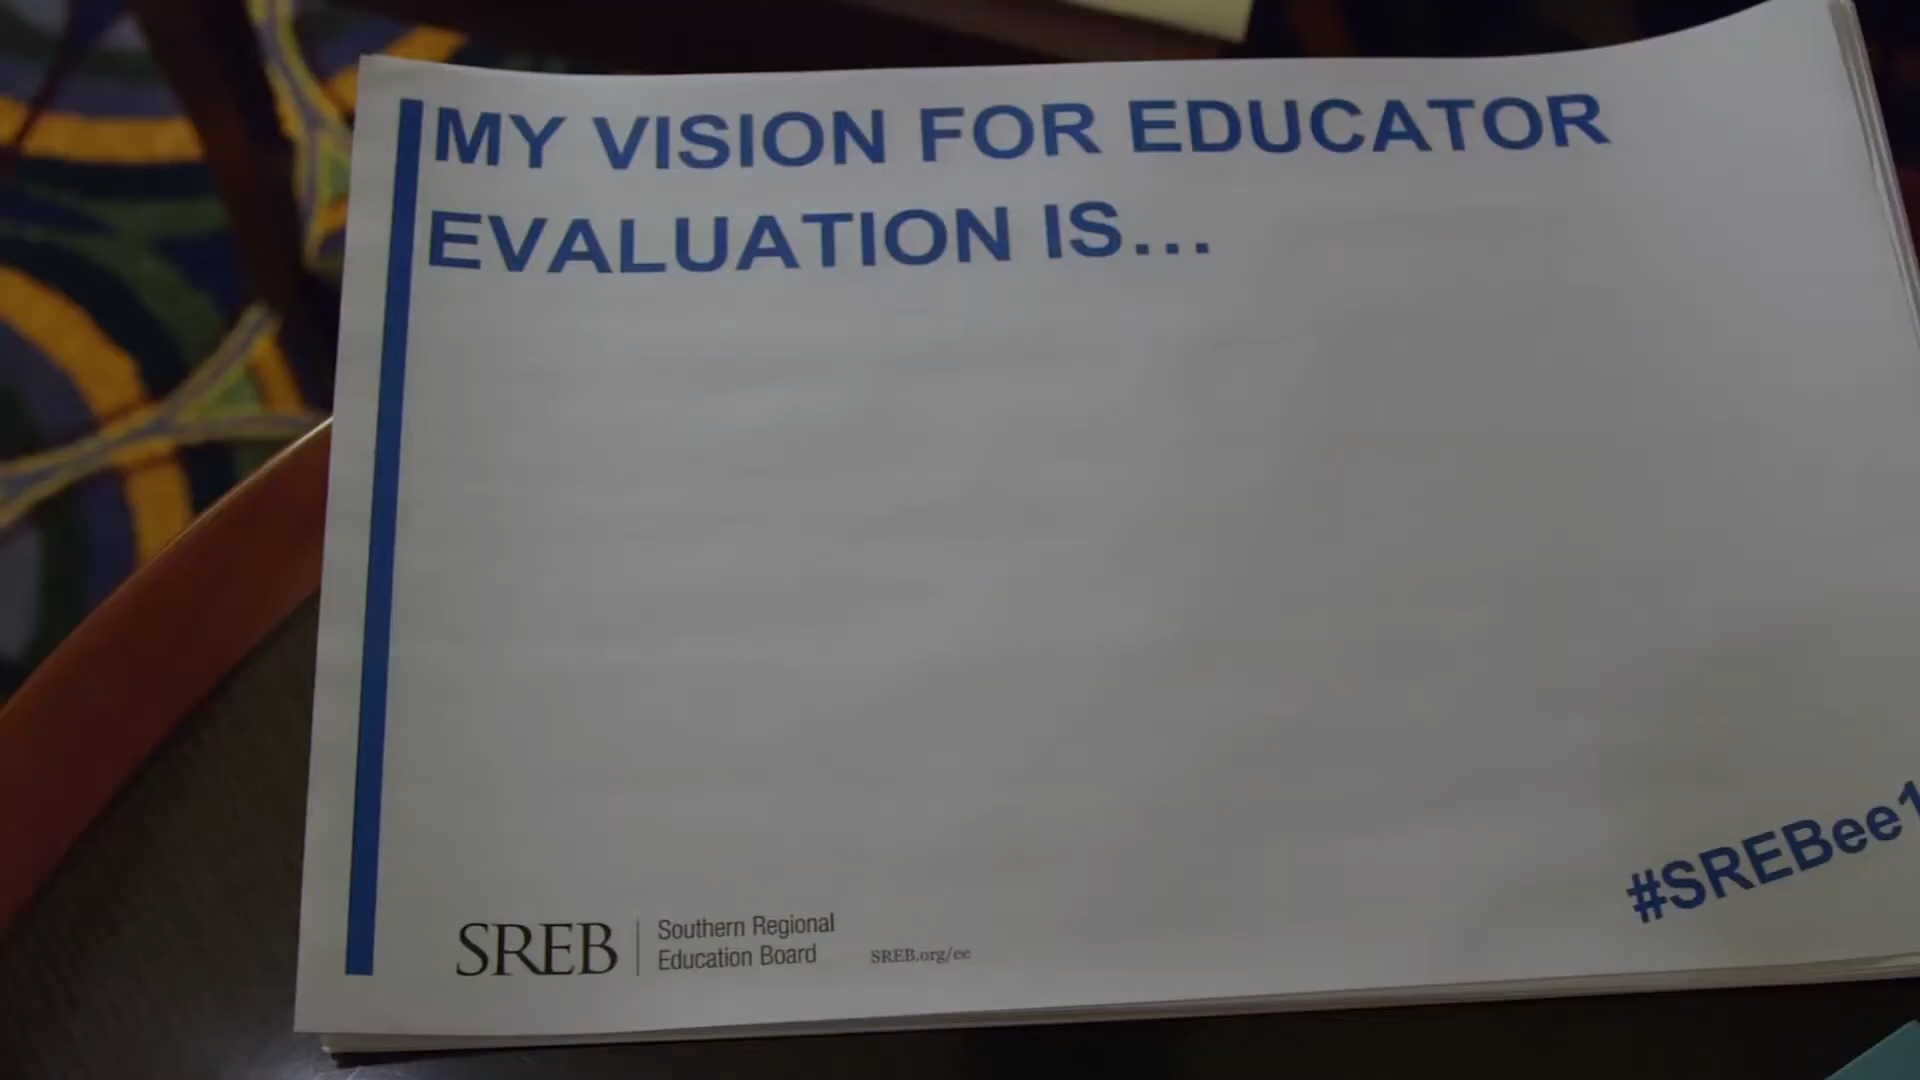 MY VISION FOR EDUCATOR
EVALUATION IS...
#SREBee1
SREB
Southern Regional
Education Board
SREB.org/ee